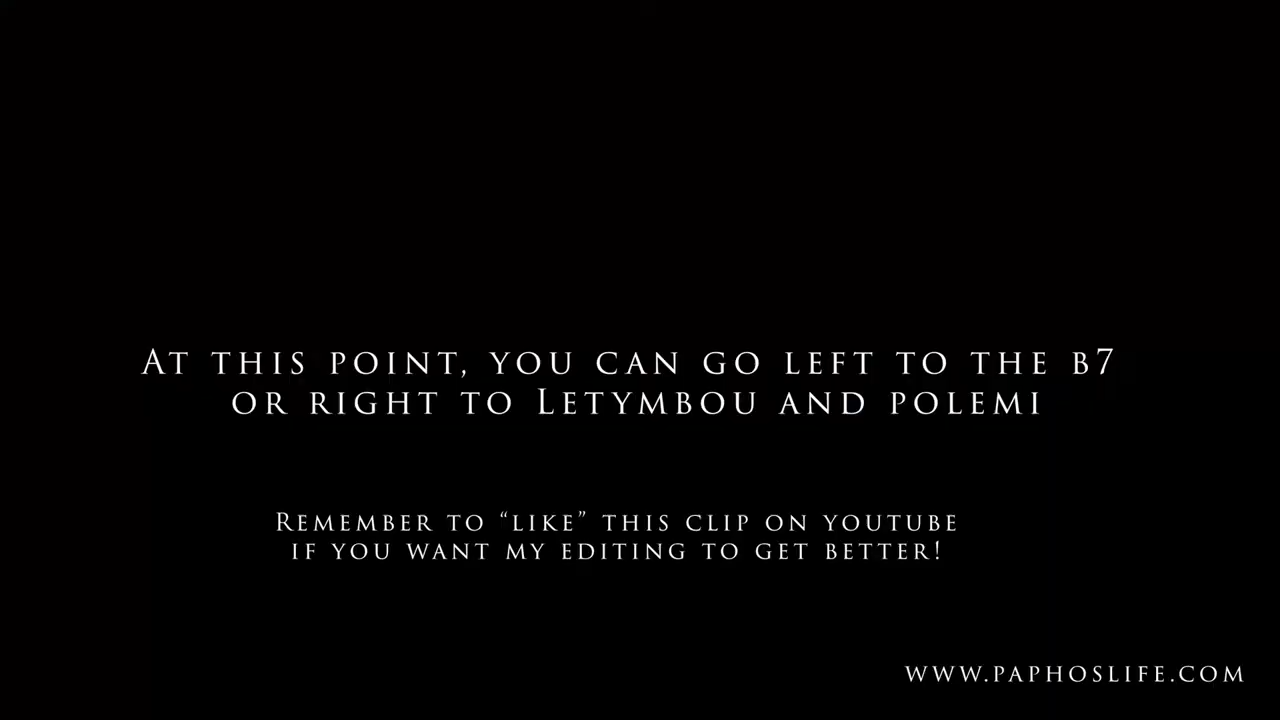 At this point, you can go left to the b7
or right to Letymbou and polemi
Remember to “like” this clip on youtube
if you want my editing to get better!
www.paphoslife.com